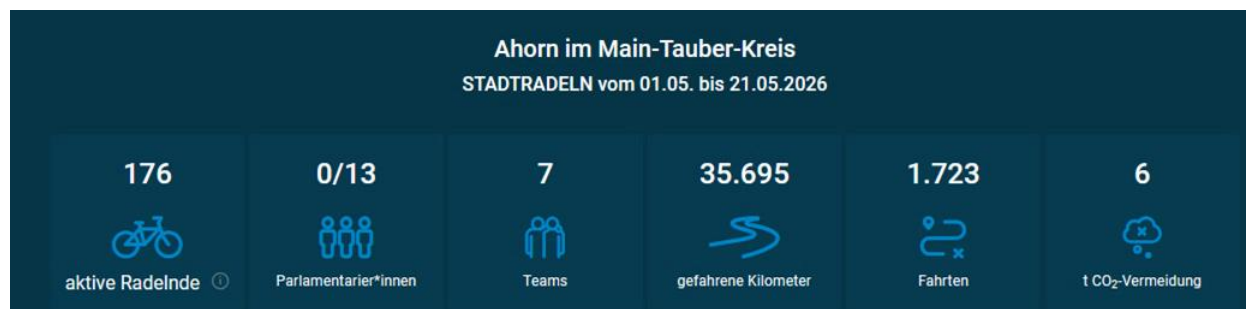 Ahorn im Main-Tauber-Kreis
STADTRADELN vom 01.05. bis 21.05.2026
176
aktive Radelnde
0/13
Parlamentarier*innen
7
Teams
35.695
gefahrene Kilometer
1.723
Fahrten
6
t CO₂-Vermeidung